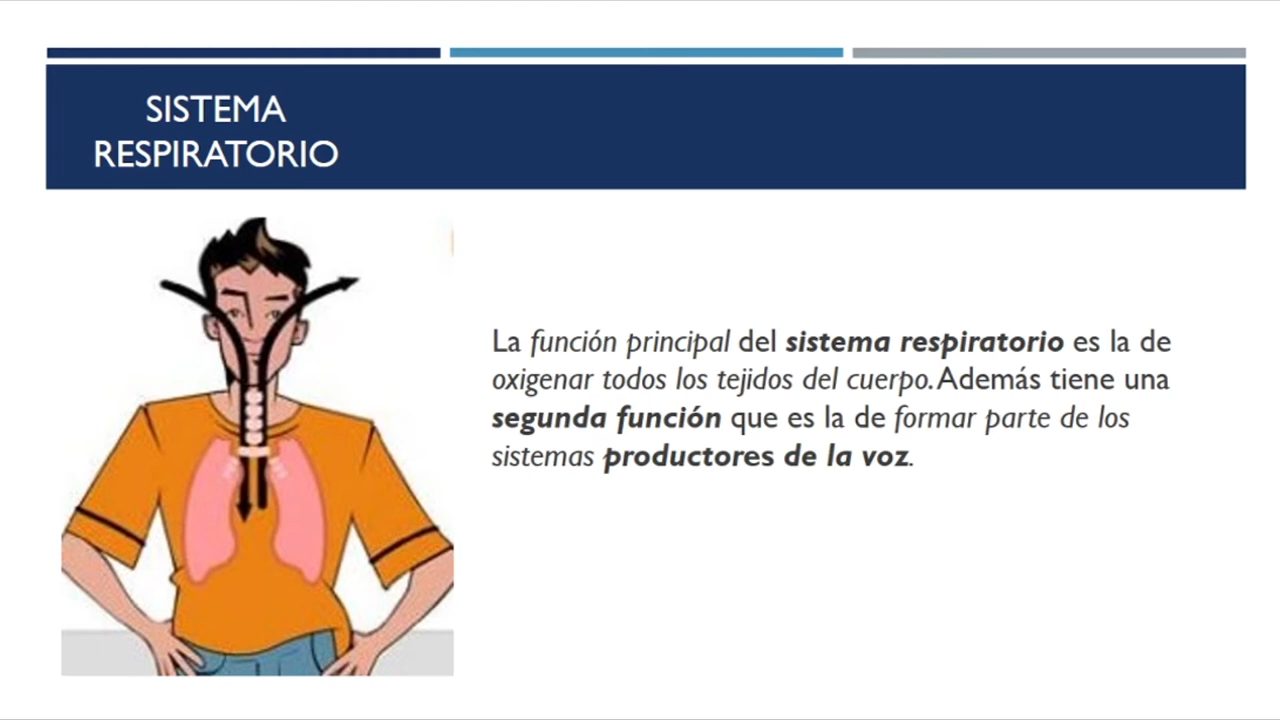 SISTEMA
RESPIRATORIO
La función principal del sistema respiratorio es la de
oxigenar todos los tejidos del cuerpo. Además tiene una
segunda función que es la de formar parte de los
sistemas productores de la voz.